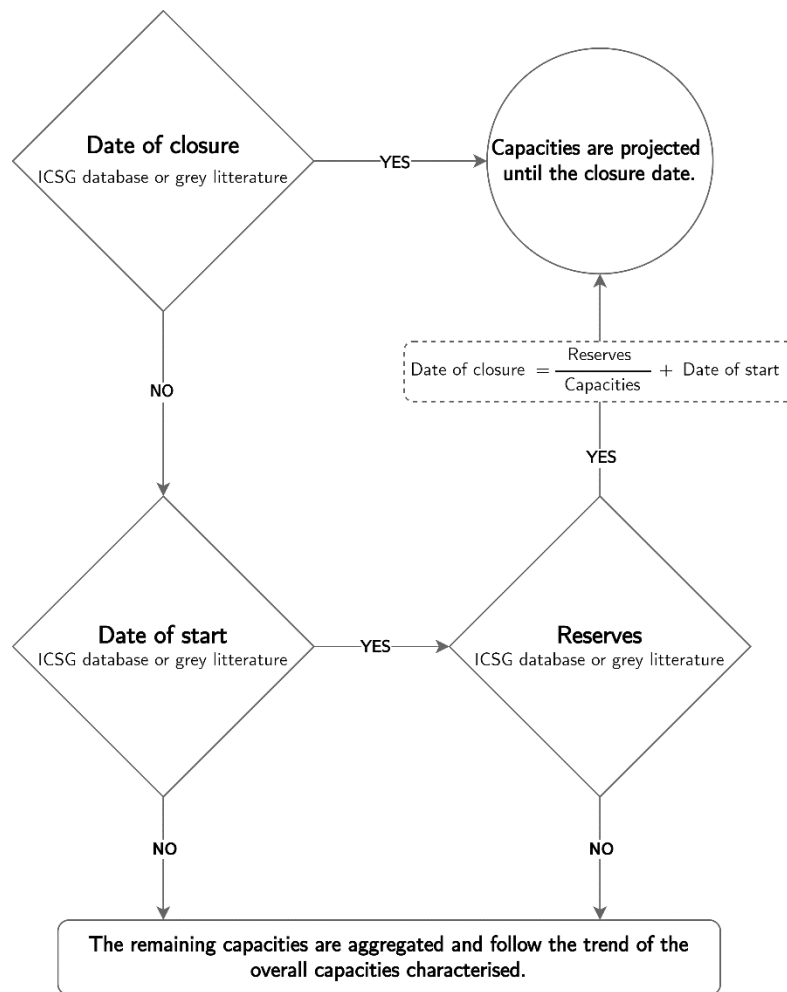 Date of closure
ICSG database or grey litterature
YES
Capacities are projected
until the closure date.
NO
Date of closure = Reserves / Capacities + Date of start
YES
Date of start
ICSG database or grey litterature
YES
Reserves
ICSG database or grey litterature
NO
NO
The remaining capacities are aggregated and follow the trend of the
overall capacities characterised.